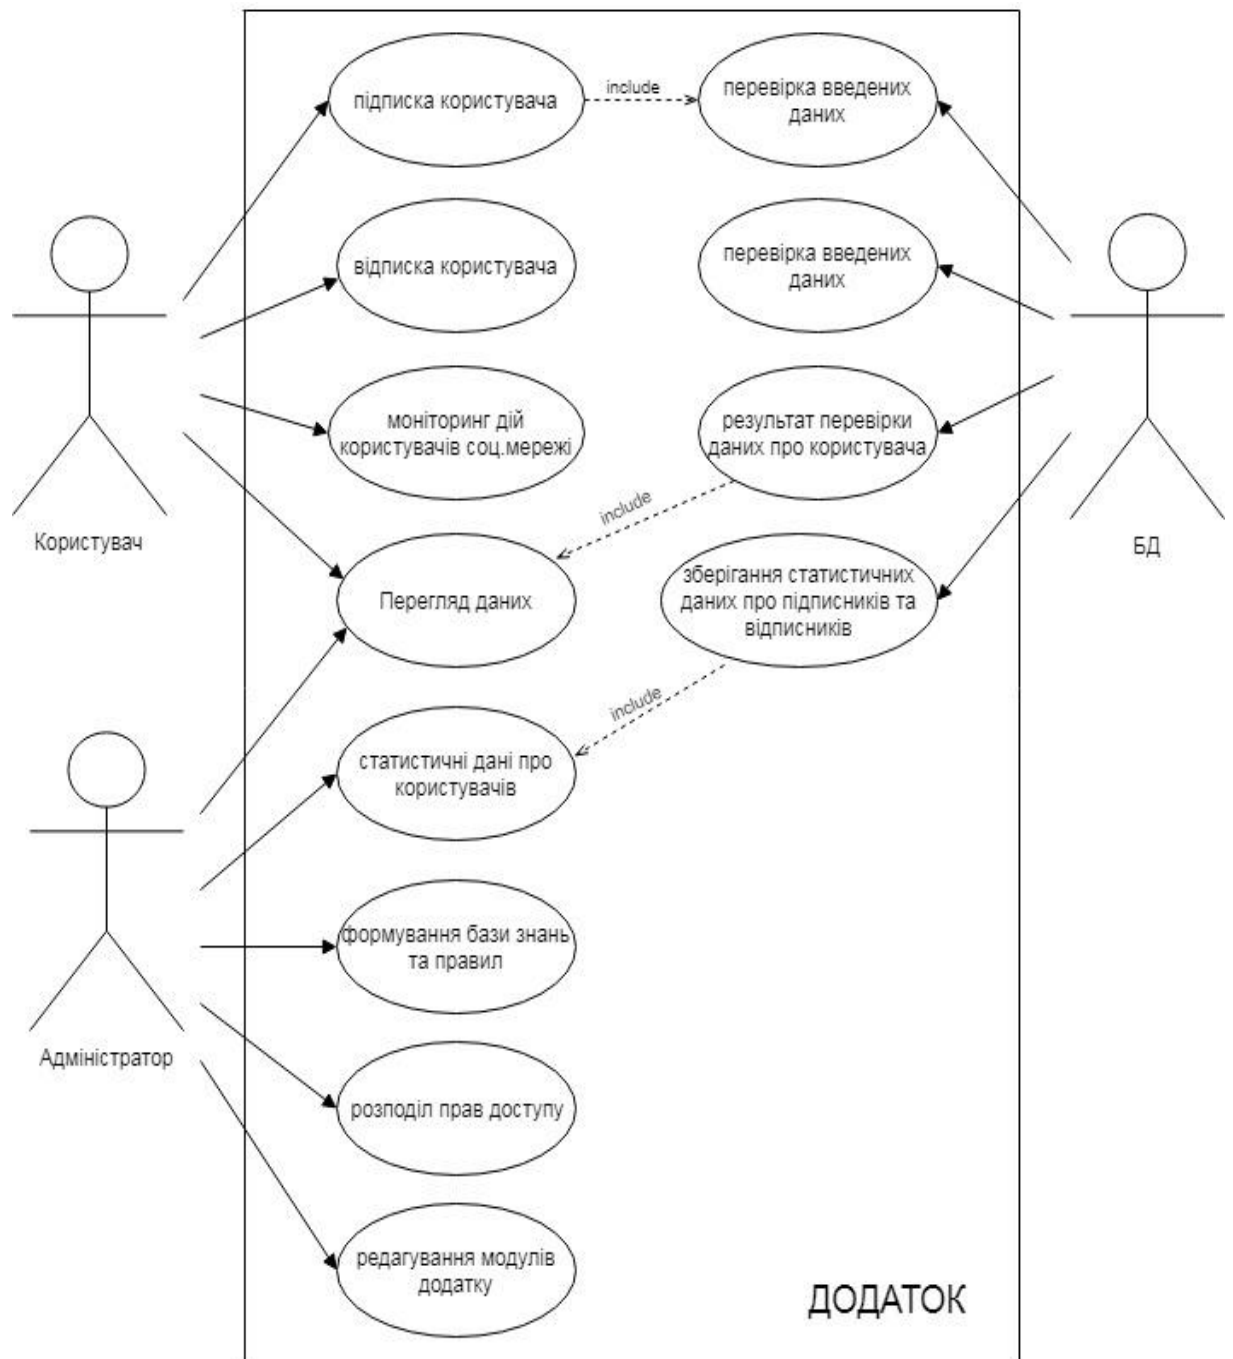 підписка користувача
include
перевірка введених
даних
відписка користувача
перевірка введених
даних
моніторинг дій
користувачів соц.мережі
результат перевірки
даних про користувача
include
Користувач
БД
Перегляд даних
зберігання статистичних
даних про підписників та
відписників
include
статистичні дані про
користувачів
формування бази знань
та правил
Адміністратор
розподіл прав доступу
редагування модулів
додатку
ДОДАТОК